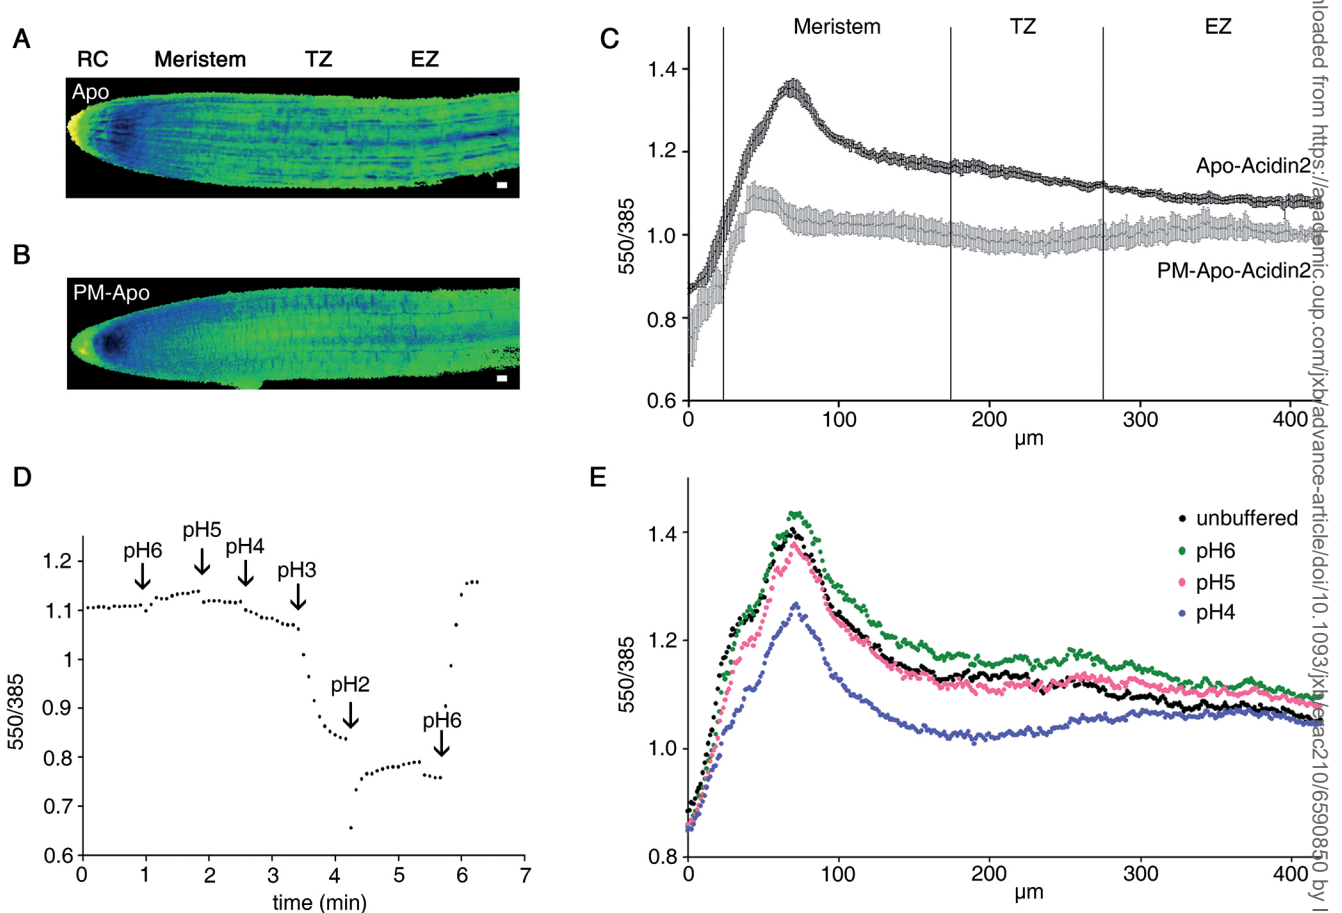 A
RC Meristem TZ EZ
Apo
B
PM-Apo
C
Meristem TZ EZ
1.4
1.2
1.0
0.8
0.6
550/385
Apo-Acidin2
PM-Apo-Acidin2
0 100 200 300 400
µm
D
1.2
1.1
1
0.9
0.8
0.7
0.6
550/385
pH6
pH5
pH4
pH3
pH2
pH6
0 1 2 3 4 5 6 7
time (min)
E
1.4
1.2
1.0
0.8
550/385
unbuffered
pH6
pH5
pH4
0 100 200 300 400
µm
nloaded from https://academic.oup.com/jxb/advance-article/doi/10.1093/jxb/erac210/6590850 by